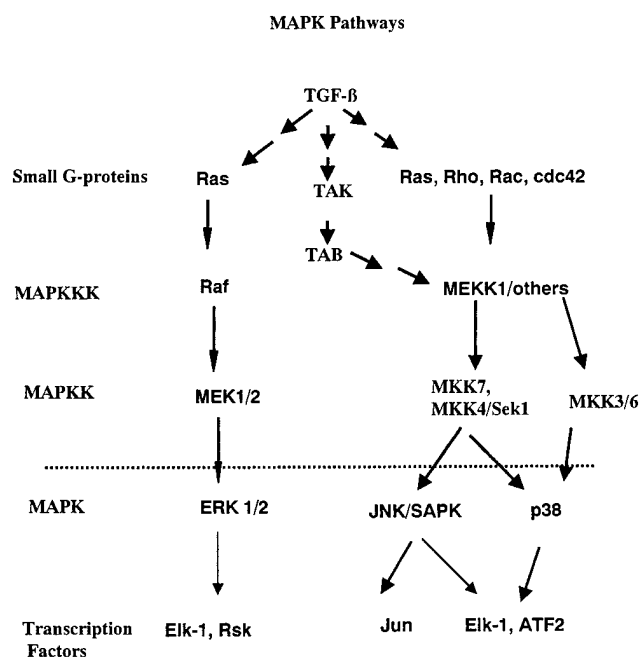 MAPK Pathways
TGF-ß
Small G-proteins
Ras
TAK
Ras, Rho, Rac, cdc42
TAB
MAPKKK
Raf
MEKK1/others
MAPKK
MEK1/2
MKK7,
MKK4/Sek1
MKK3/6
MAPK
ERK 1/2
JNK/SAPK
p38
Transcription
Factors
Elk-1, Rsk
Jun
Elk-1, ATF2